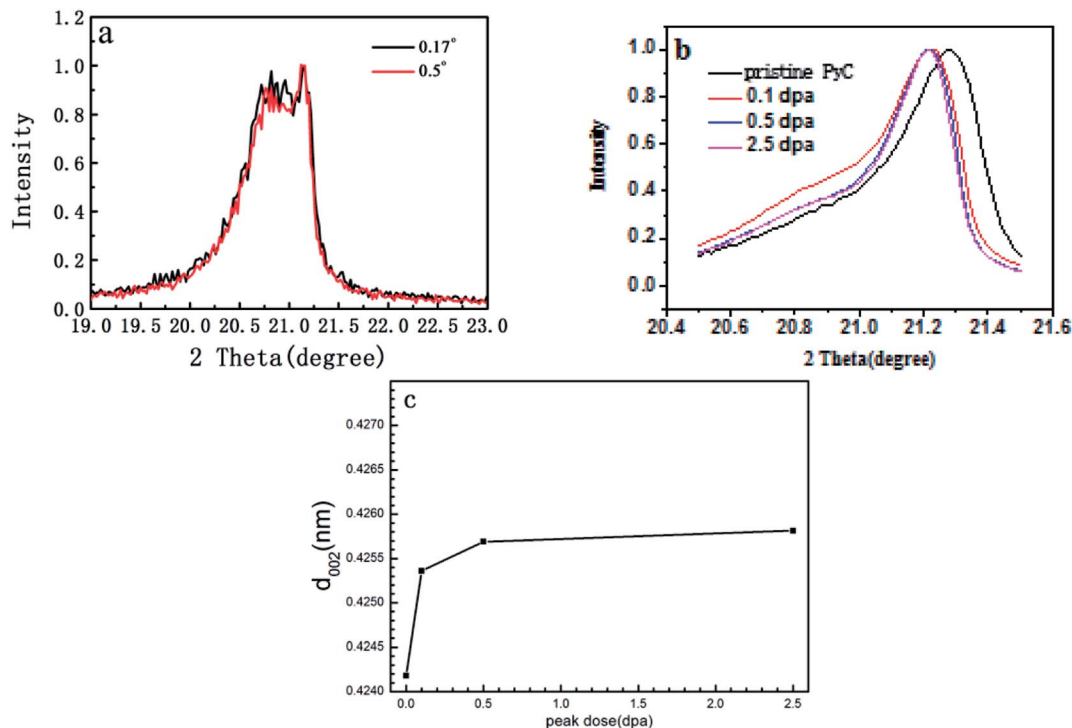 a
0.17°
0.5°
1.2
1.0
0.8
0.6
0.4
0.2
0.0
Intensity
19.0 19.5 20.0 20.5 21.0 21.5 22.0 22.5 23.0
2 Theta(degree)
b
pristine PyC
0.1 dpa
0.5 dpa
2.5 dpa
1.0
0.8
0.6
0.4
0.2
0.0
Intensity
20.4 20.6 20.8 21.0 21.2 21.4 21.6
2 Theta(degree)
c
0.4270
0.4265
0.4260
0.4255
0.4250
0.4245
0.4240
d002(nm)
0.0 0.5 1.0 1.5 2.0 2.5
peak dose(dpa)